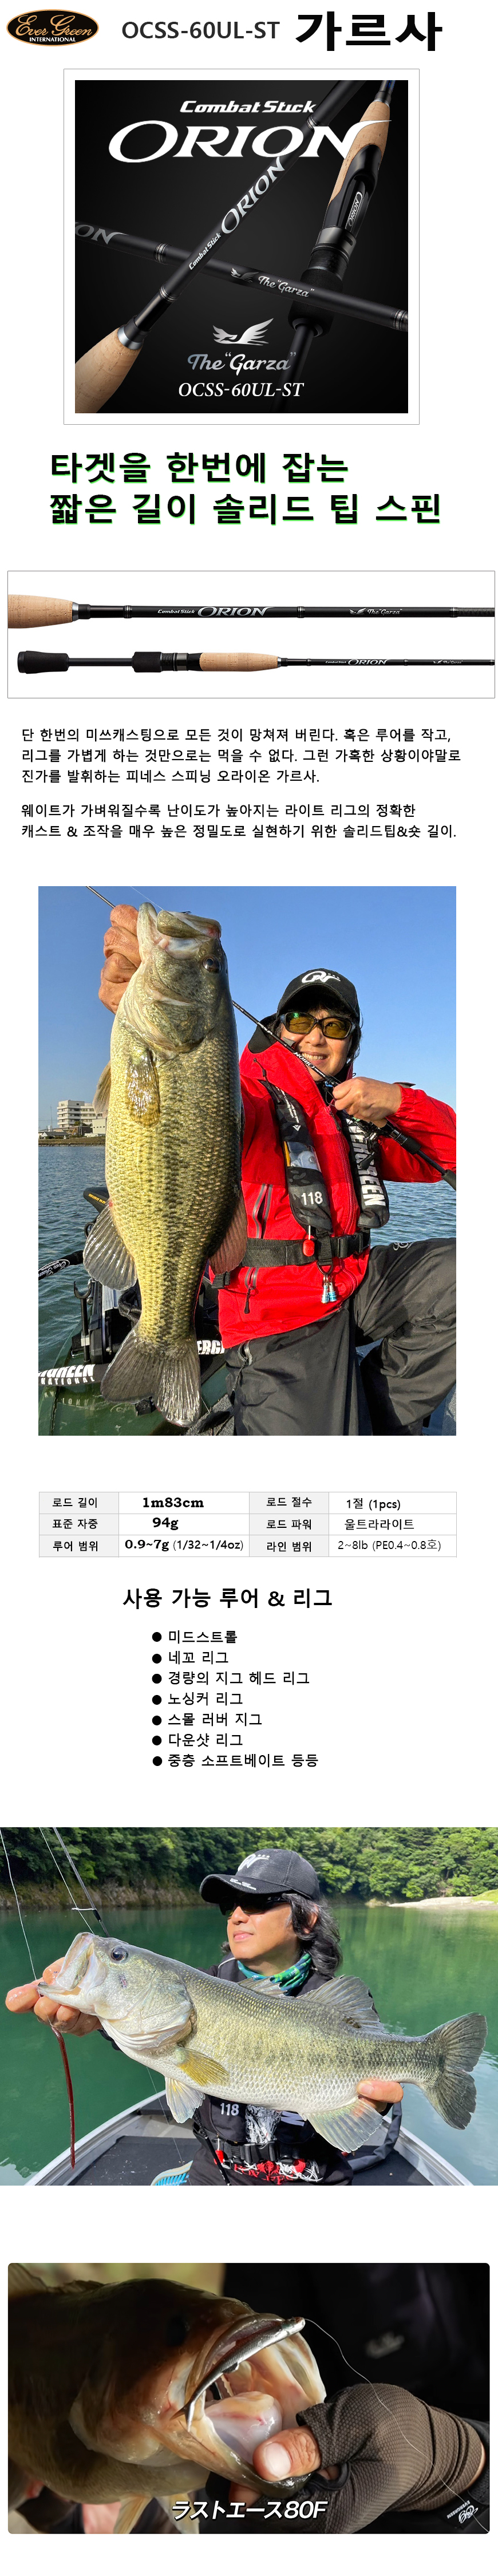 Ever Green
INTERNATIONAL
OCSS-60UL-ST 가르사
Combat Stick
ORION
Combat Stick ORION
ORION
The "Garza"
The "Garza"
OCSS-60UL-ST
타겟을 한번에 잡는
짧은 길이 솔리드 팁 스핀
Combat Stick ORION The "Garza"
Combat Stick ORION The "Garza"
단 한번의 미쓰캐스팅으로 모든 것이 망쳐져 버린다. 혹은 루어를 작고,
리그를 가볍게 하는 것만으로는 먹을 수 없다. 그런 가혹한 상황이야말로
진가를 발휘하는 피네스 스피닝 오라이온 가르사.
웨이트가 가벼워질수록 난이도가 높아지는 라이트 리그의 정확한
캐스트 & 조작을 매우 높은 정밀도로 실현하기 위한 솔리드팁&숏 길이.
118
로드 길이 1m83cm 로드 절수 1절 (1pcs)
표준 자중 94g 로드 파워 울트라라이트
루어 범위 0.9~7g (1/32~1/4oz) 라인 범위 2~8lb (PE0.4~0.8호)
사용 가능 루어 & 리그
● 미드스트롤
● 네꼬 리그
● 경량의 지그 헤드 리그
● 노싱커 리그
● 스몰 러버 지그
● 다운샷 리그
● 중층 소프트베이트 등등
118
ラストエース80F